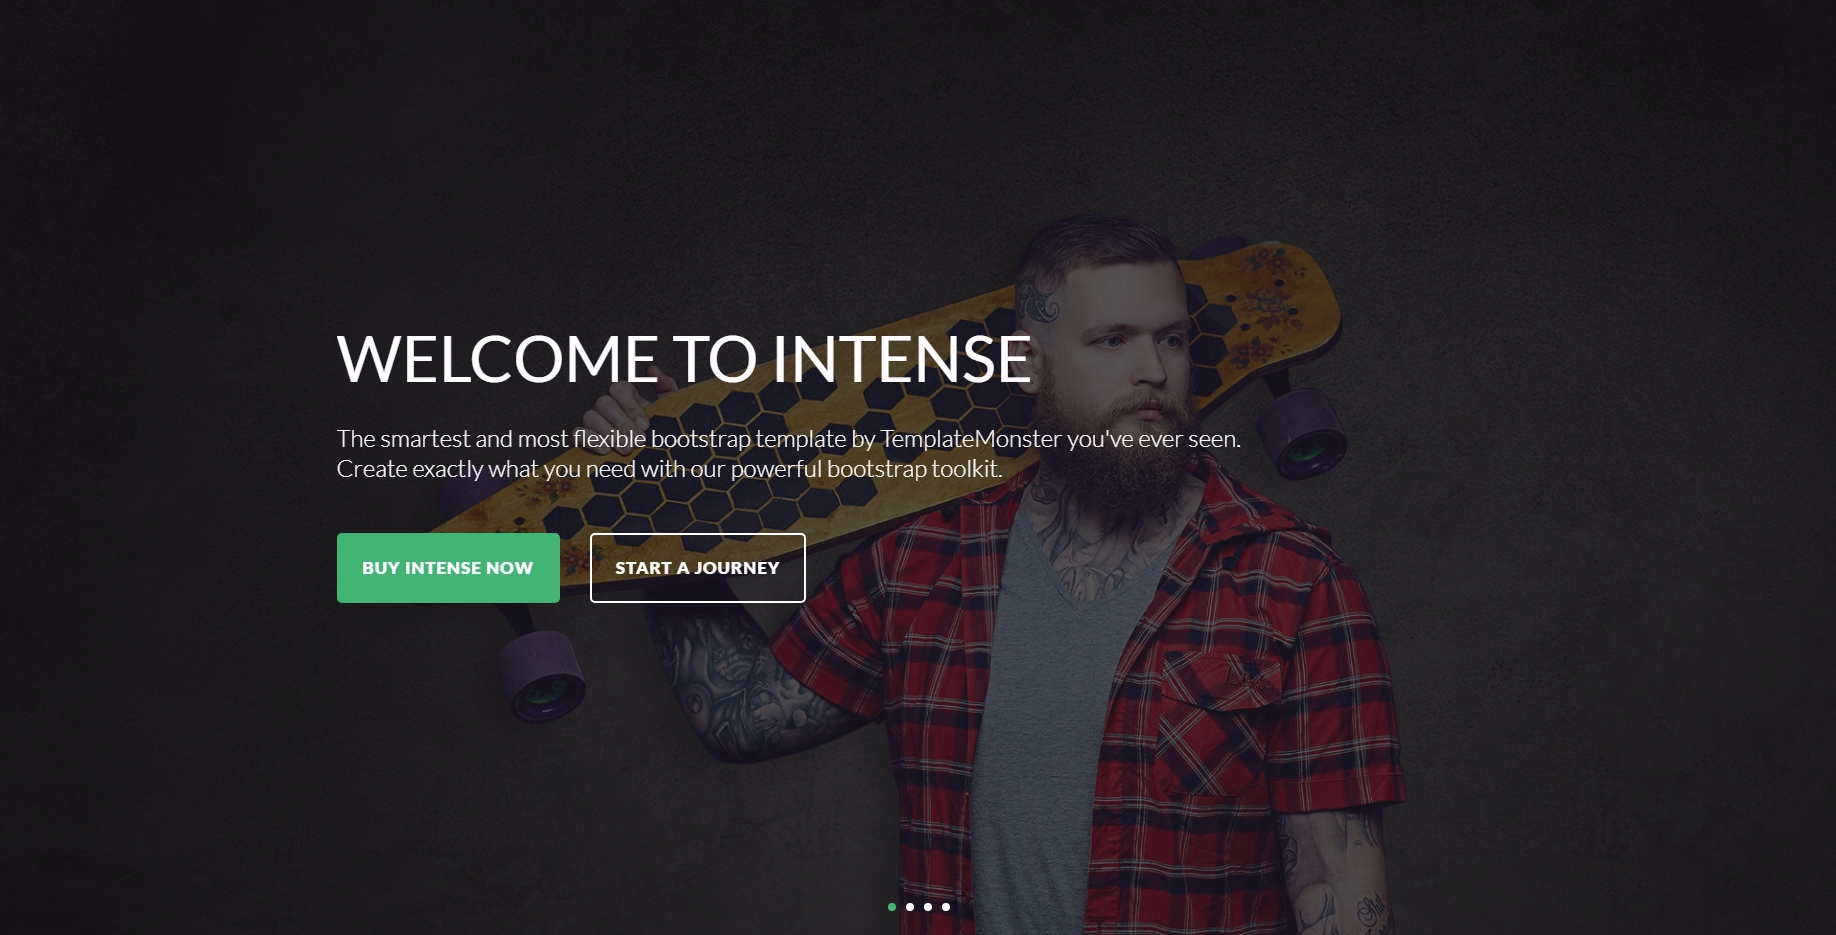 WELCOME TO INTENSE
The smartest and most flexible bootstrap template by TemplateMonster you've ever seen.
Create exactly what you need with our powerful bootstrap toolkit.
BUY INTENSE NOW
START A JOURNEY